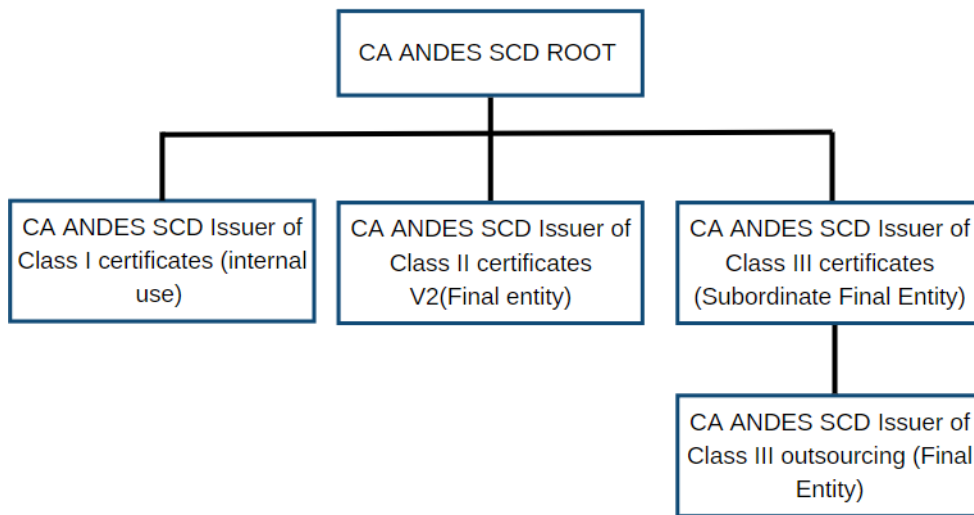 CA ANDES SCD ROOT
CA ANDES SCD Issuer of
Class I certificates (internal
use)
CA ANDES SCD Issuer of
Class II certificates
V2(Final entity)
CA ANDES SCD Issuer of
Class III certificates
(Subordinate Final Entity)
CA ANDES SCD Issuer of
Class III outsourcing (Final
Entity)